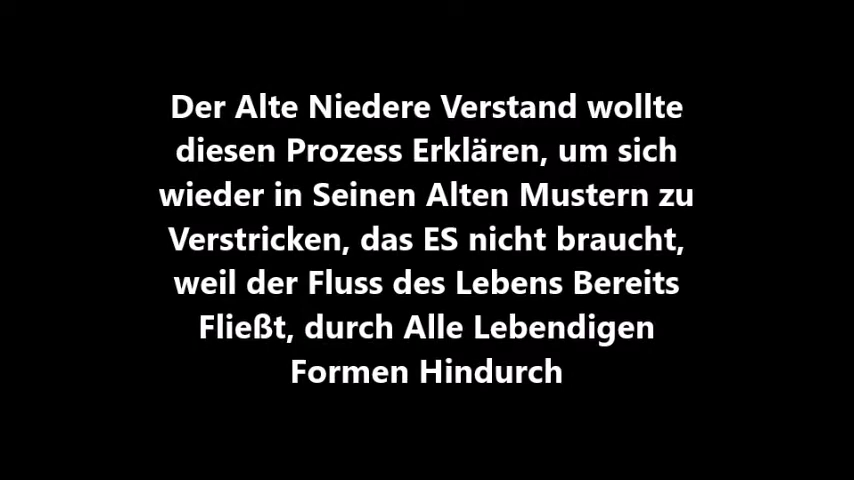 Der Alte Niedere Verstand wollte
diesen Prozess Erklären, um sich
wieder in Seinen Alten Mustern zu
Verstricken, das ES nicht braucht,
weil der Fluss des Lebens Bereits
Fließt, durch Alle Lebendigen
Formen Hindurch